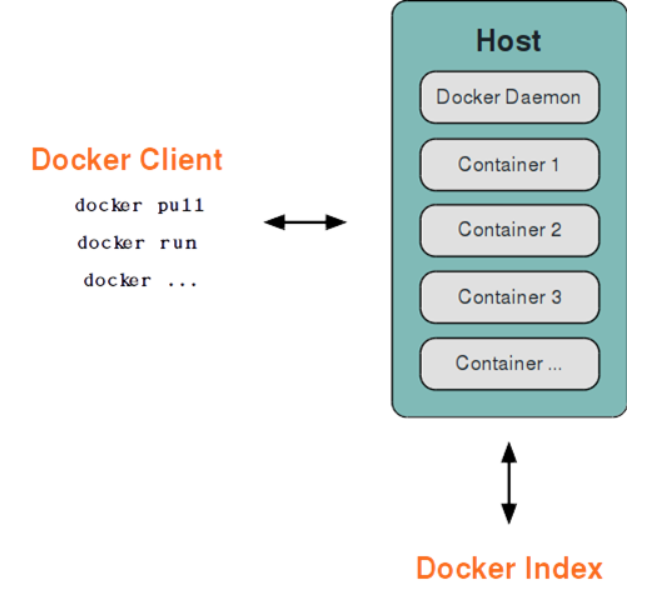 Host
Docker Daemon
Container 1
Container 2
Container 3
Container ...
Docker Client
docker pull
docker run
docker ...
Docker Index